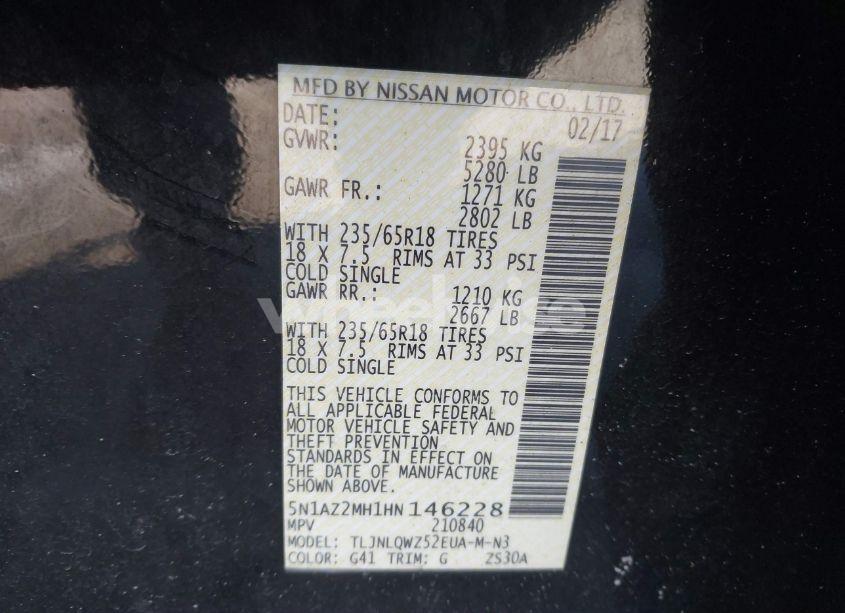 MFD BY NISSAN MOTOR CO., LTD.
DATE: 02/17
GVWR: 2395 KG
5280 LB
GAWR FR.: 1271 KG
2802 LB
WITH 235/65R18 TIRES
18 X 7.5 RIMS AT 33 PSI
COLD SINGLE
GAWR RR.: 1210 KG
2667 LB
WITH 235/65R18 TIRES
18 X 7.5 RIMS AT 33 PSI
COLD SINGLE
THIS VEHICLE CONFORMS TO
ALL APPLICABLE FEDERAL
MOTOR VEHICLE SAFETY AND
THEFT PREVENTION
STANDARDS IN EFFECT ON
THE DATE OF MANUFACTURE
SHOWN ABOVE.
5N1AZ2MH1HN146228
MPV 210840
MODEL: TLJNLQWZ52EUA-M-N3
COLOR: G41 TRIM: G ZS30A